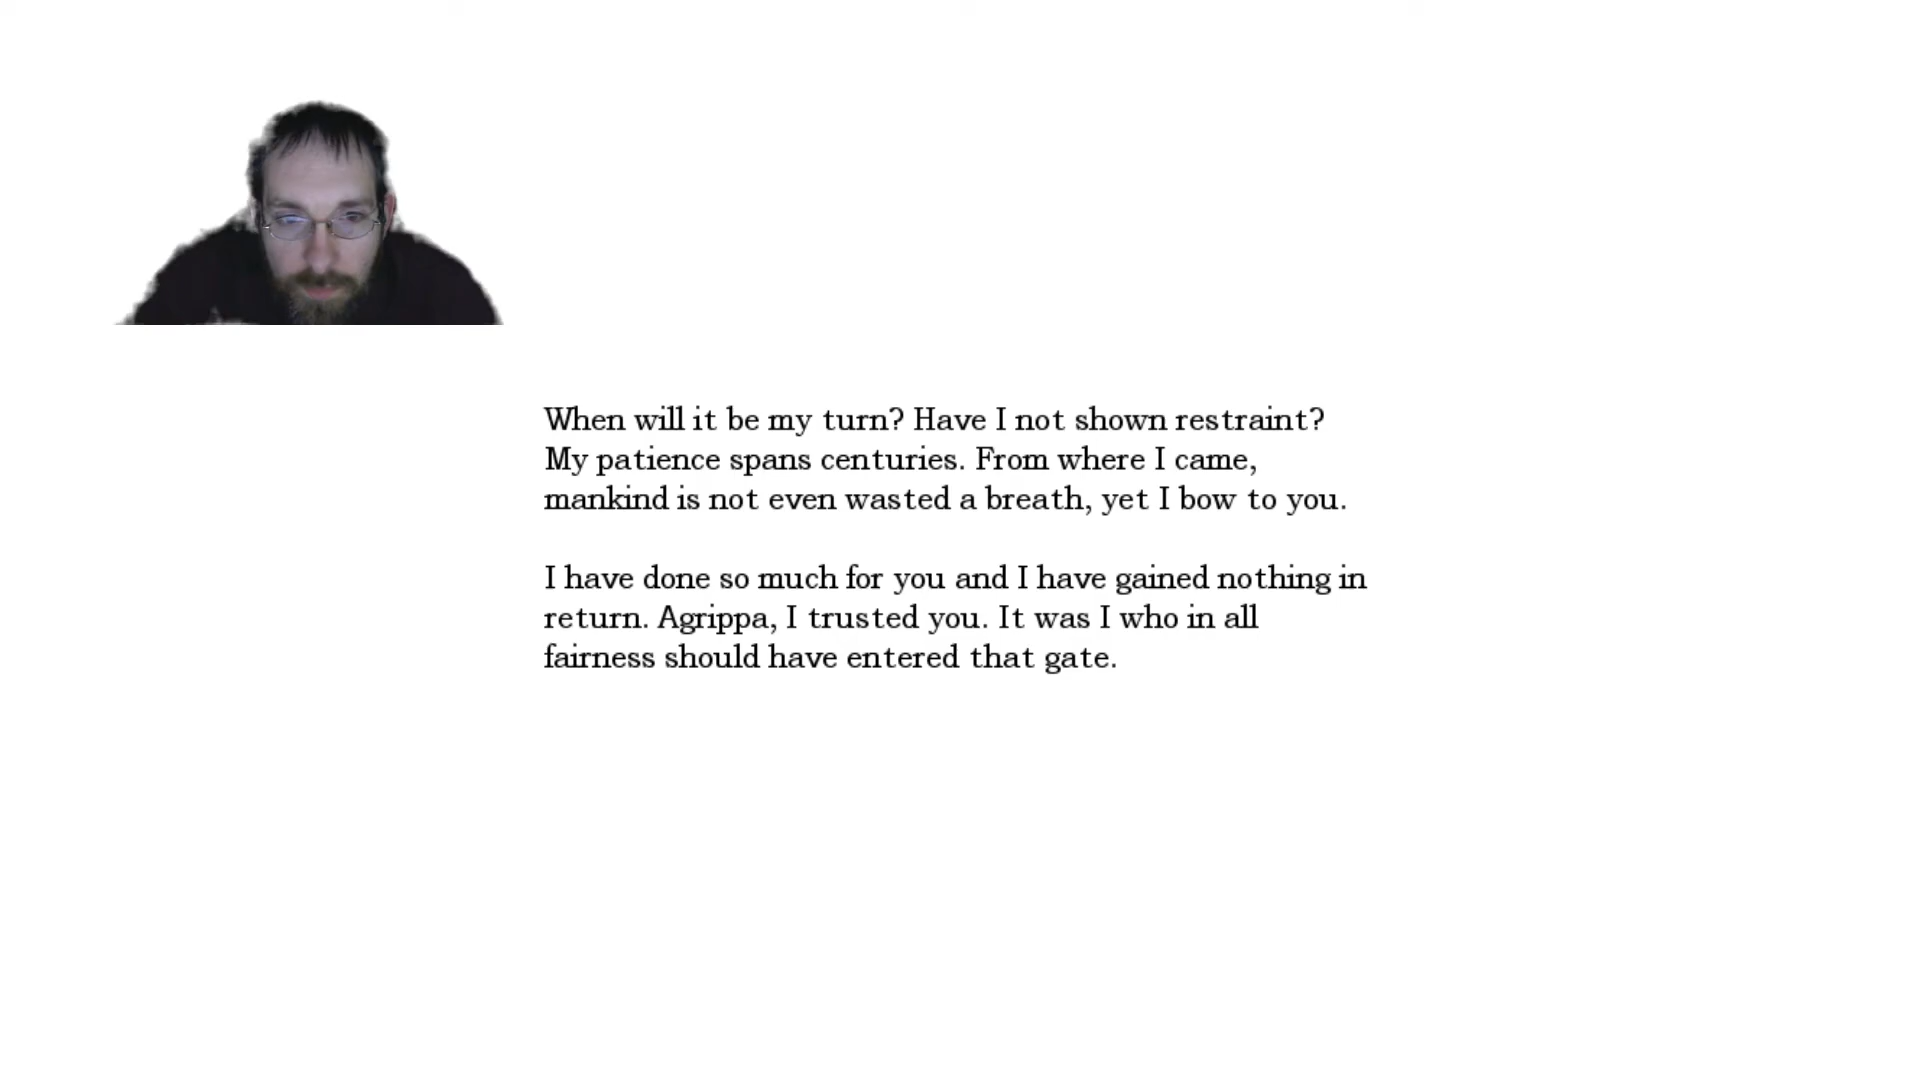 When will it be my turn? Have I not shown restraint?
My patience spans centuries. From where I came,
mankind is not even wasted a breath, yet I bow to you.
I have done so much for you and I have gained nothing in
return. Agrippa, I trusted you. It was I who in all
fairness should have entered that gate.